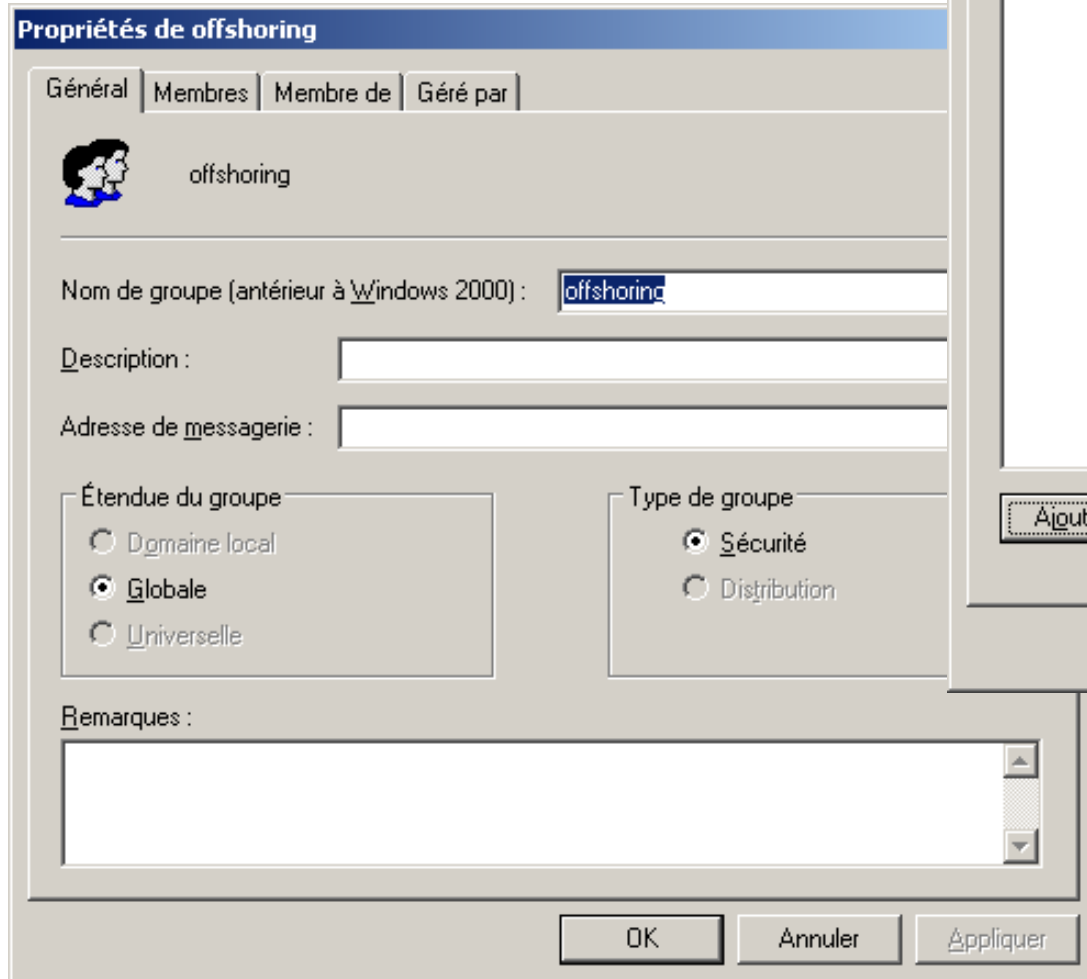 Propriétés de offshoring
Général Membres Membre de Géré par
offshoring
Nom de groupe (antérieur à Windows 2000) : offshoring
Description :
Adresse de messagerie :
Étendue du groupe
Domaine local
Globale
Universelle
Type de groupe
Sécurité
Distribution
Ajout
Remarques :
OK Annuler Appliquer